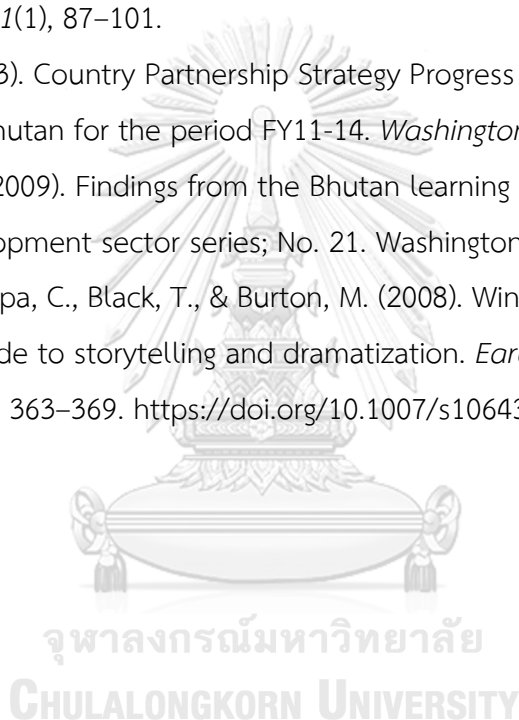 1(1), 87–101.
3). Country Partnership Strategy Progress
hutan for the period FY11-14. Washington
2009). Findings from the Bhutan learning
opment sector series; No. 21. Washington
pa, C., Black, T., & Burton, M. (2008). Win
de to storytelling and dramatization. Ear
363–369. https://doi.org/10.1007/s10643
จุฬาลงกรณ์มหาวิทยาลัย
CHULALONGKORN UNIVERSITY